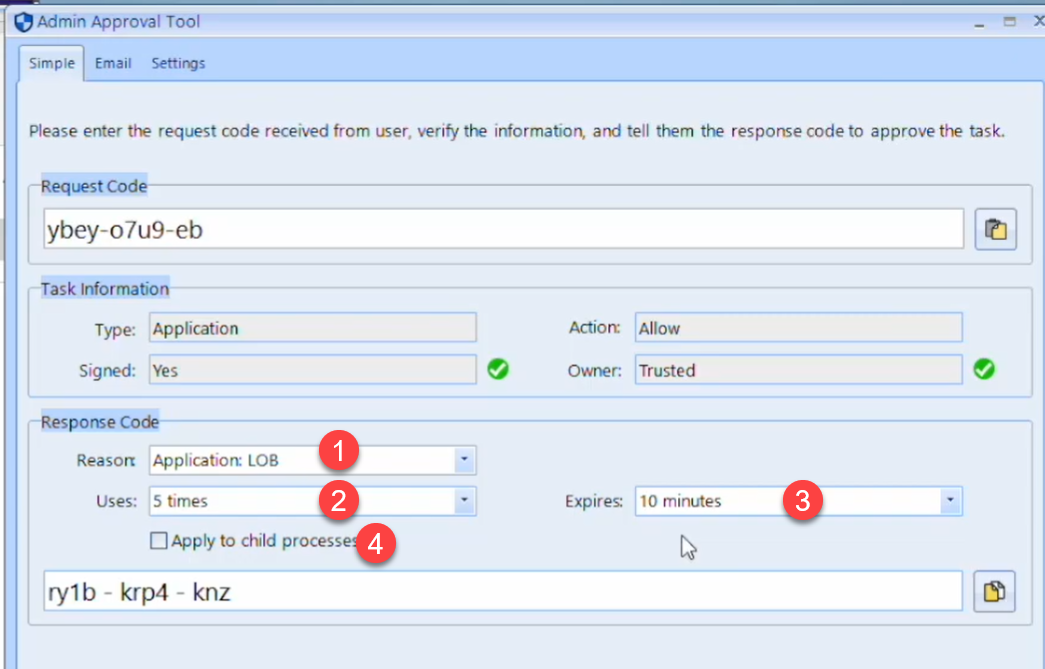 Admin Approval Tool
Simple Email Settings
Please enter the request code received from user, verify the information, and tell them the response code to approve the task.
Request Code
ybey-o7u9-eb
Task Information
Type: Application Action: Allow
Signed: Yes Owner: Trusted
Response Code
Reason: Application: LOB 1
Uses: 5 times 2 Expires: 10 minutes 3
Apply to child processes 4
ry1b - krp4 - knz